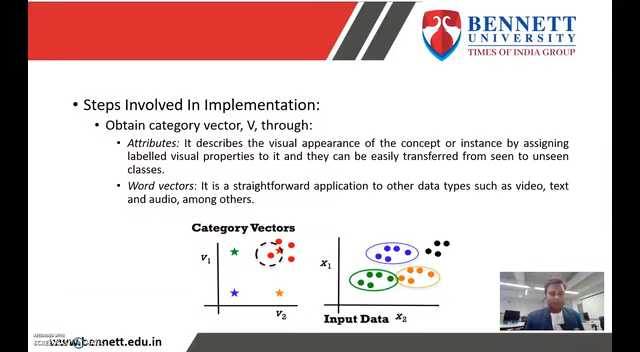 BENNETT
UNIVERSITY
TIMES OF INDIA GROUP
• Steps Involved In Implementation:
• Obtain category vector, V, through:
• Attributes: It describes the visual appearance of the concept or instance by assigning
labelled visual properties to it and they can be easily transferred from seen to unseen
classes.
• Word vectors: It is a straightforward application to other data types such as video, text
and audio, among others.
Category Vectors
V1
V2
x1
Input Data x2
RECORDED WITH
www.bennett.edu.in